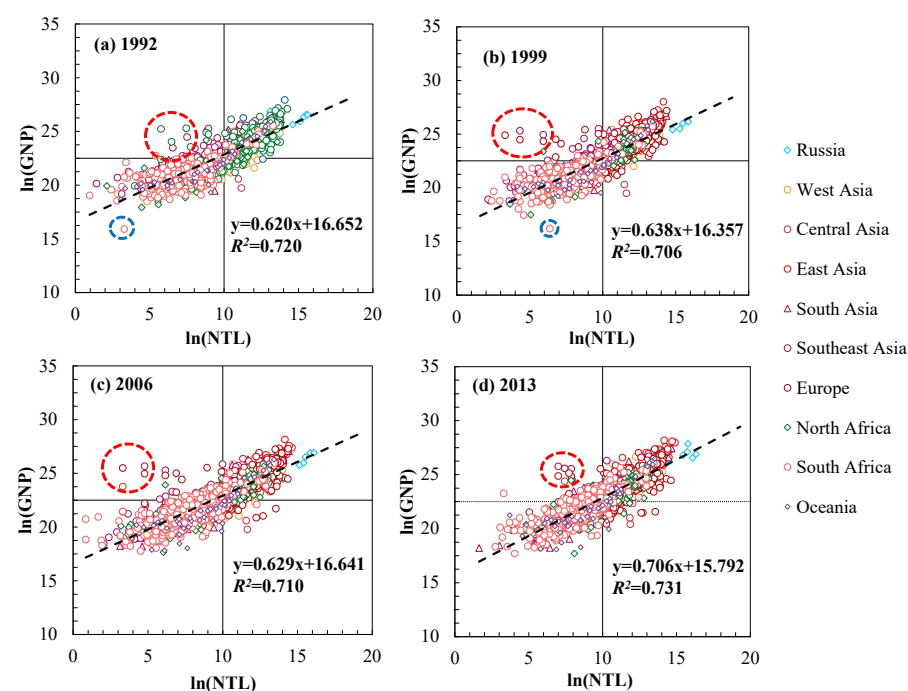 (a) 1992
ln(GNP)
35
30
25
20
15
10
y=0.620x+16.652
R²=0.720
0
5
10
15
20
ln(NTL)
(b) 1999
ln(GNP)
35
30
25
20
15
10
y=0.638x+16.357
R²=0.706
0
5
10
15
20
ln(NTL)
(c) 2006
ln(GNP)
35
30
25
20
15
10
y=0.629x+16.641
R²=0.710
0
5
10
15
20
ln(NTL)
(d) 2013
ln(GNP)
35
30
25
20
15
10
y=0.706x+15.792
R²=0.731
0
5
10
15
20
ln(NTL)
Russia
West Asia
Central Asia
East Asia
South Asia
Southeast Asia
Europe
North Africa
South Africa
Oceania